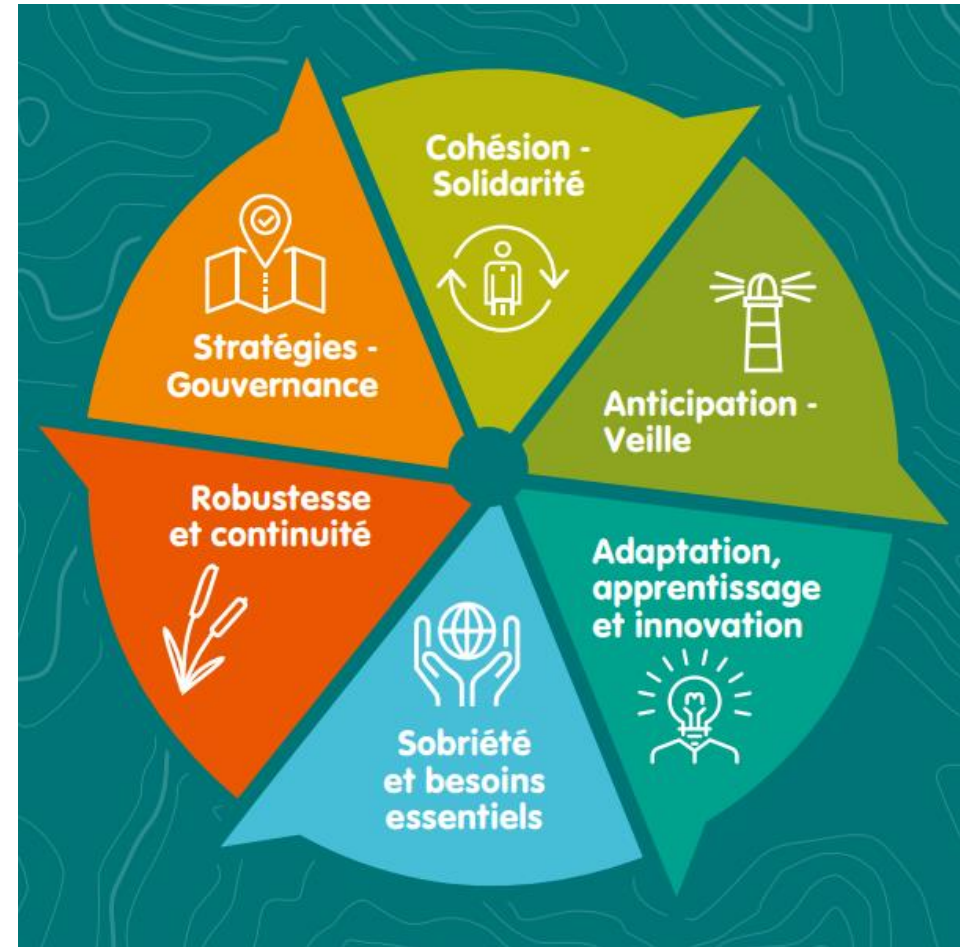 Cohésion -
Solidarité
Anticipation -
Veille
Adaptation,
apprentissage
et innovation
Sobriété
et besoins
essentiels
Robustesse
et continuité
Stratégies -
Gouvernance